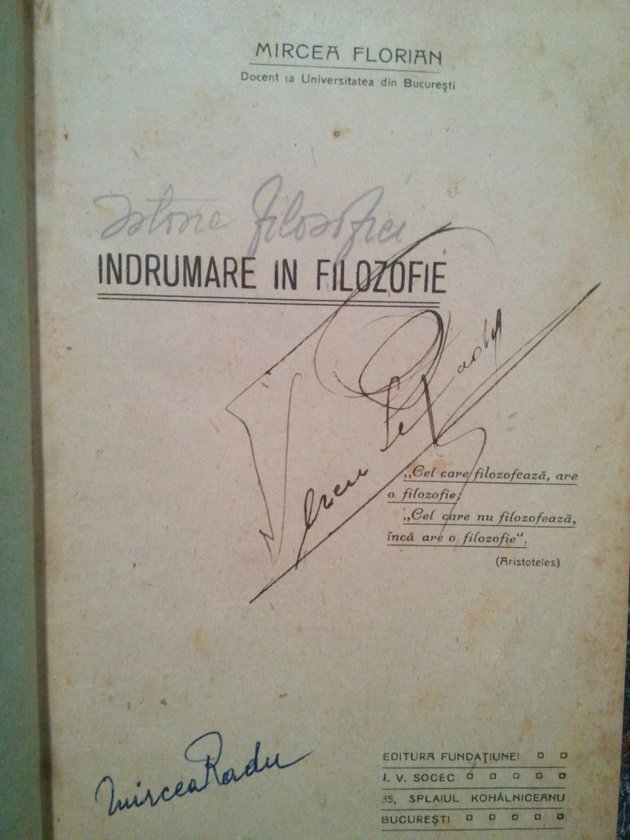 MIRCEA FLORIAN
Docent la Universitatea din Bucureşti
Istoria filosofiei
INDRUMARE IN FILOZOFIE
„Cel care filozofează, are
o filozofie;
„Cel care nu filozofează,
încă are o filozofie".
(Aristoteles)
Mircea Radu
EDITURA FUNDAŢIUNEI
I. V. SOCEC
35, SPLAIUL KOHĂLNICEANU
BUCUREŞTI